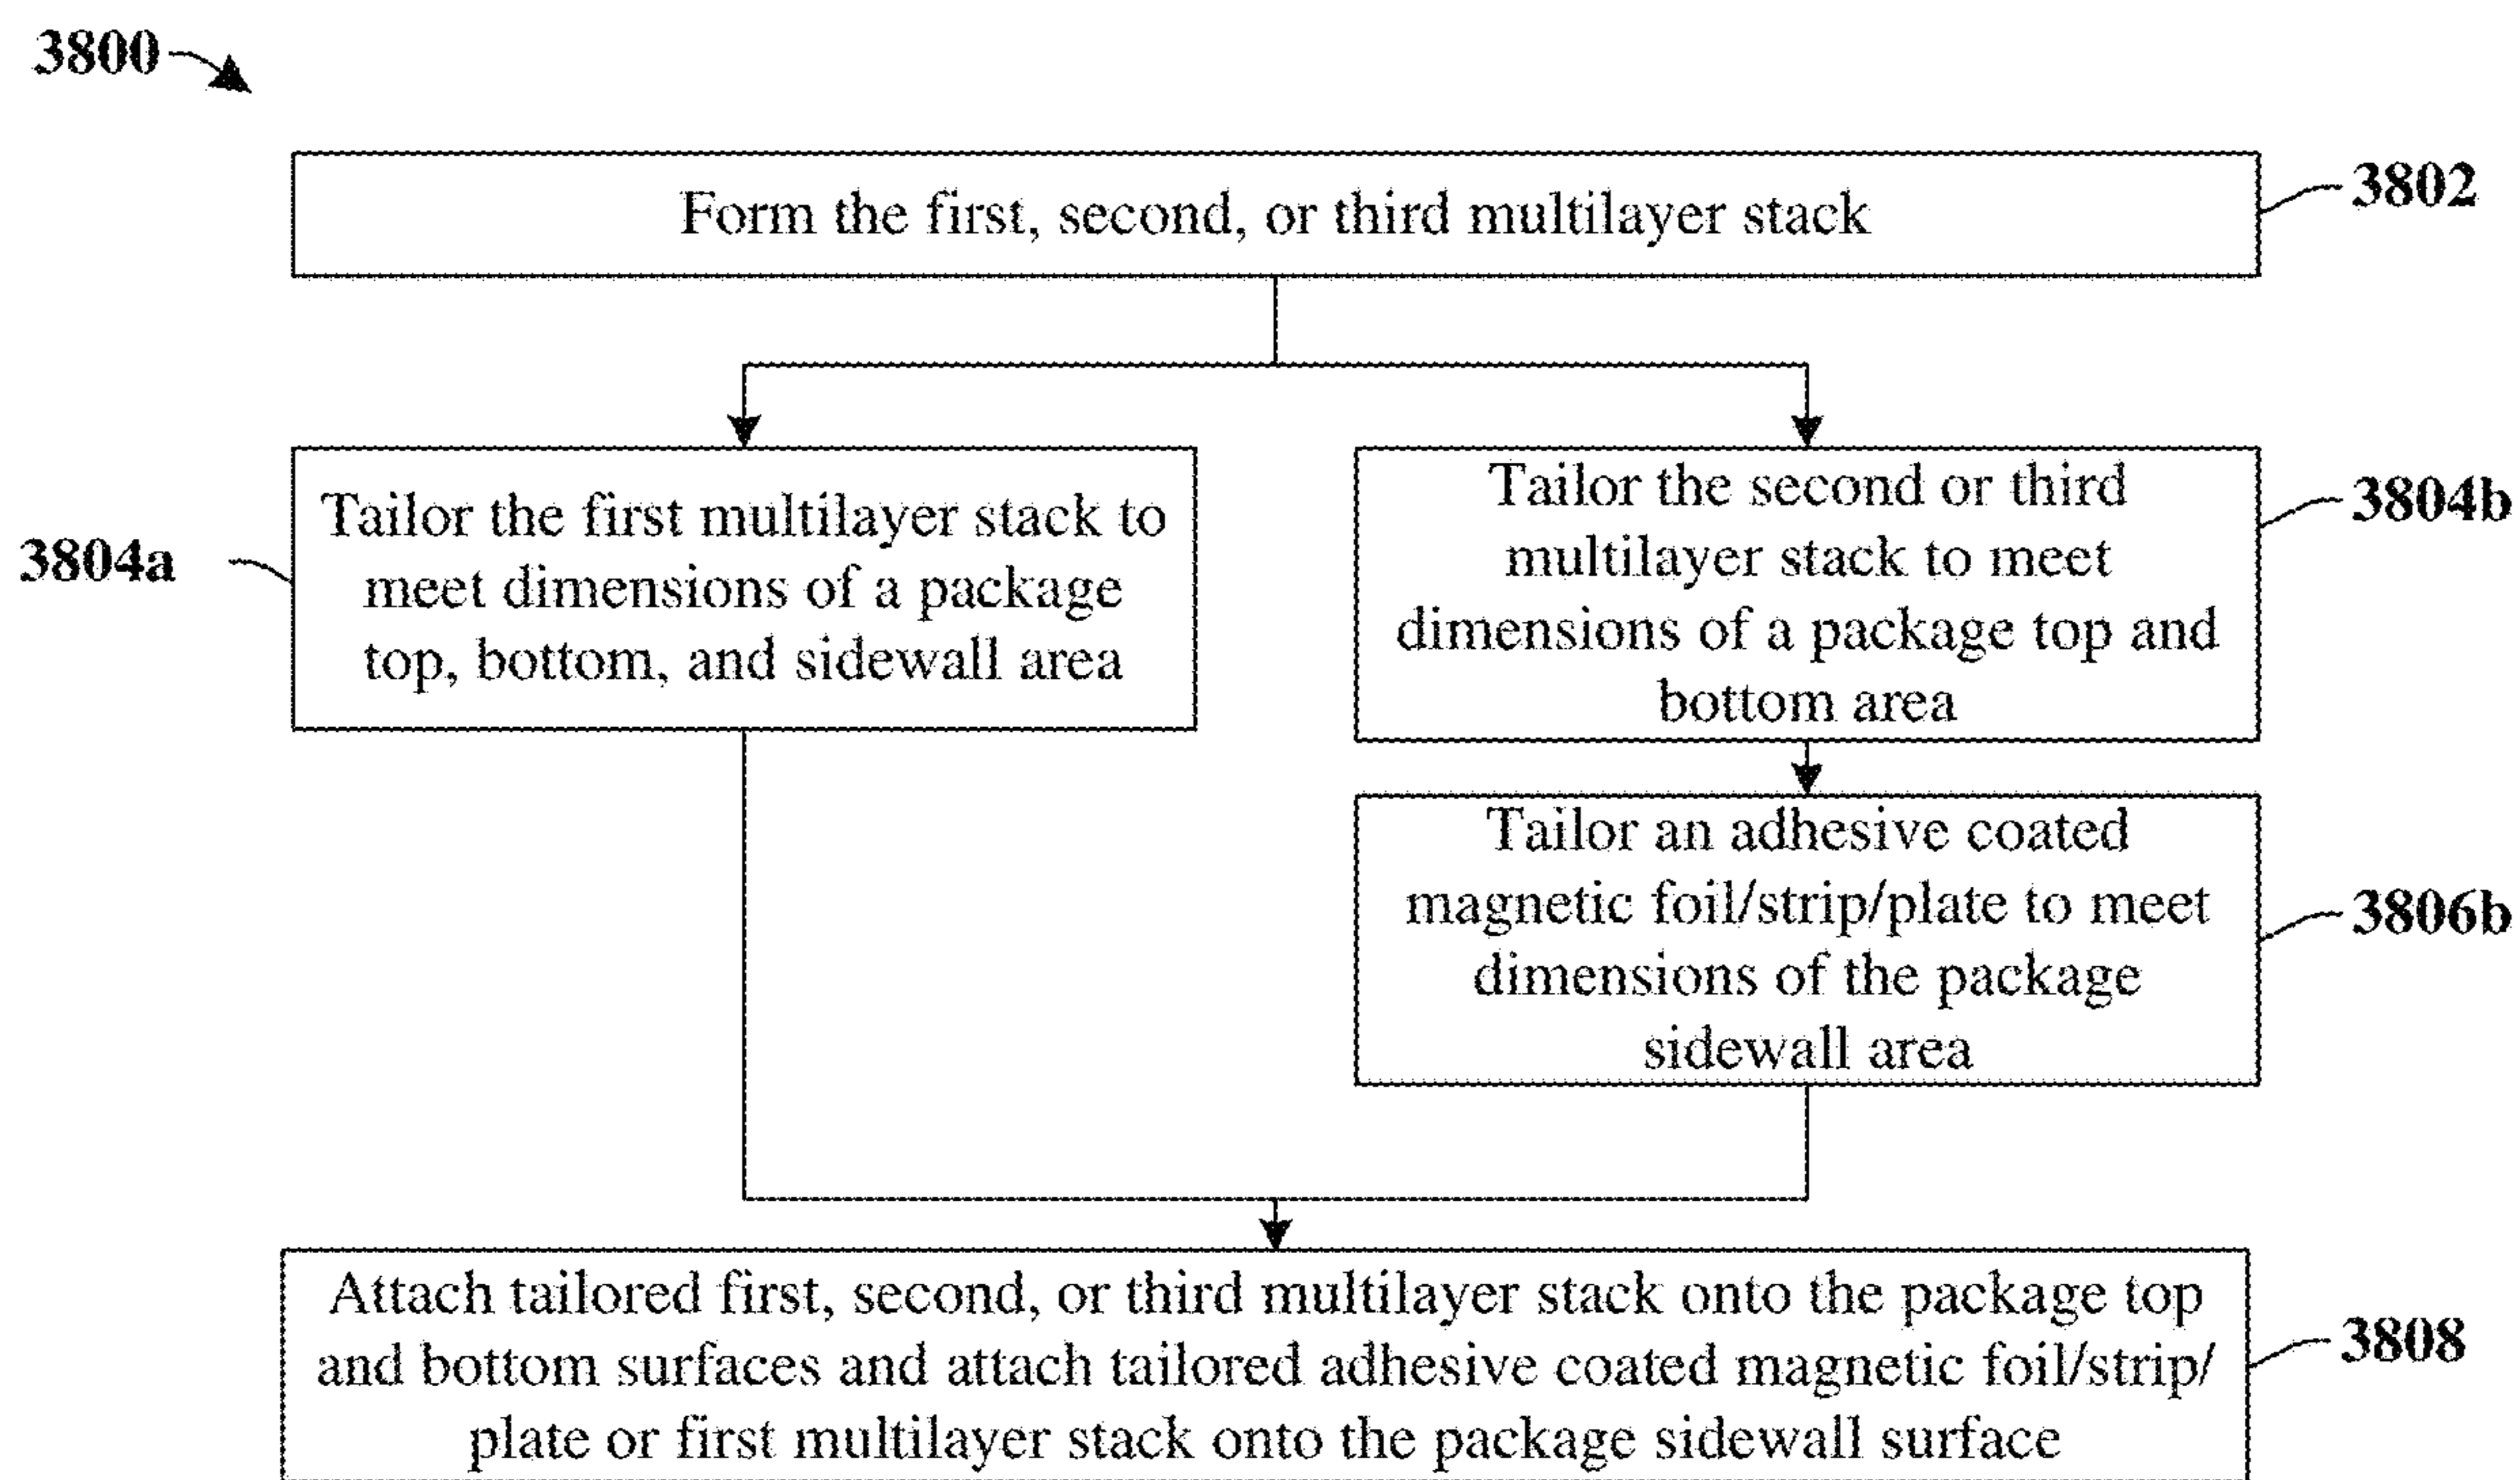 3800
Form the first, second, or third multilayer stack
3802
Tailor the first multilayer stack to
meet dimensions of a package
top, bottom, and sidewall area
3804a
Tailor the second or third
multilayer stack to meet
dimensions of a package top and
bottom area
3804b
Tailor an adhesive coated
magnetic foil/strip/plate to meet
dimensions of the package
sidewall area
3806b
Attach tailored first, second, or third multilayer stack onto the package top
and bottom surfaces and attach tailored adhesive coated magnetic foil/strip/
plate or first multilayer stack onto the package sidewall surface
3808